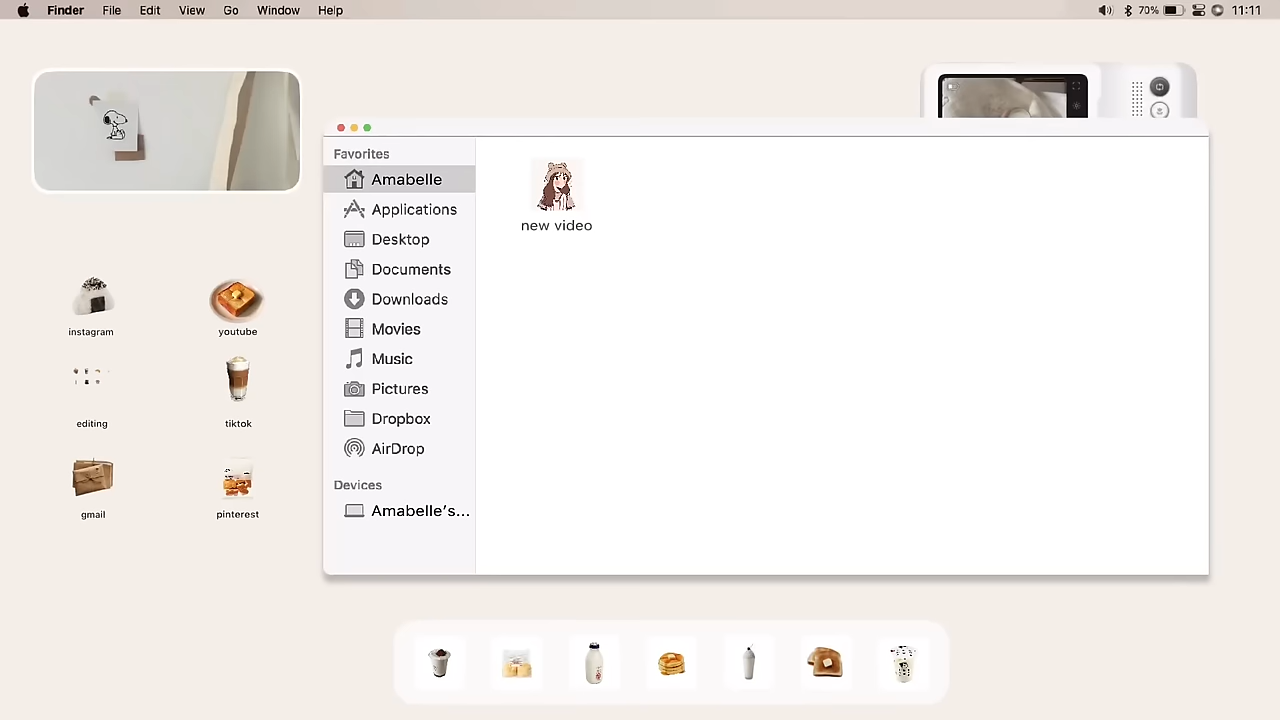 Finder File Edit View Go Window Help 70% 11:11
Favorites
Amabelle
Applications
Desktop
Documents
Downloads
Movies
Music
Pictures
Dropbox
AirDrop
Devices
Amabelle's...
new video
instagram youtube
editing tiktok
gmail pinterest